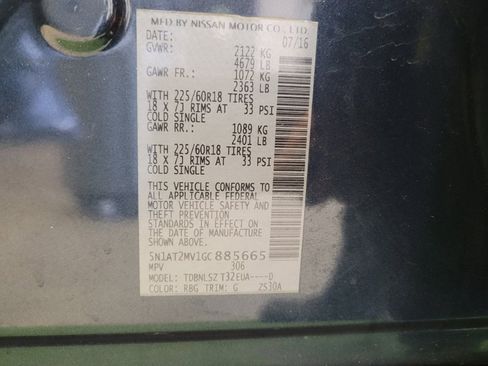 MFD BY NISSAN MOTOR CO., LTD.
DATE: 07/16
GVWR: 2122 KG
4679 LB
GAWR FR.: 1072 KG
2363 LB
WITH 225/60R18 TIRES
18 X 7J RIMS AT 33 PSI
COLD SINGLE
GAWR RR.: 1089 KG
2401 LB
WITH 225/60R18 TIRES
18 X 7J RIMS AT 33 PSI
COLD SINGLE
THIS VEHICLE CONFORMS TO
ALL APPLICABLE FEDERAL
MOTOR VEHICLE SAFETY AND
THEFT PREVENTION
STANDARDS IN EFFECT ON
THE DATE OF MANUFACTURE
SHOWN ABOVE.
5N1AT2MV1GC885665
MPV 306
MODEL: TDBNLSZ T32EUA----D
COLOR: RBG TRIM: G ZS30A